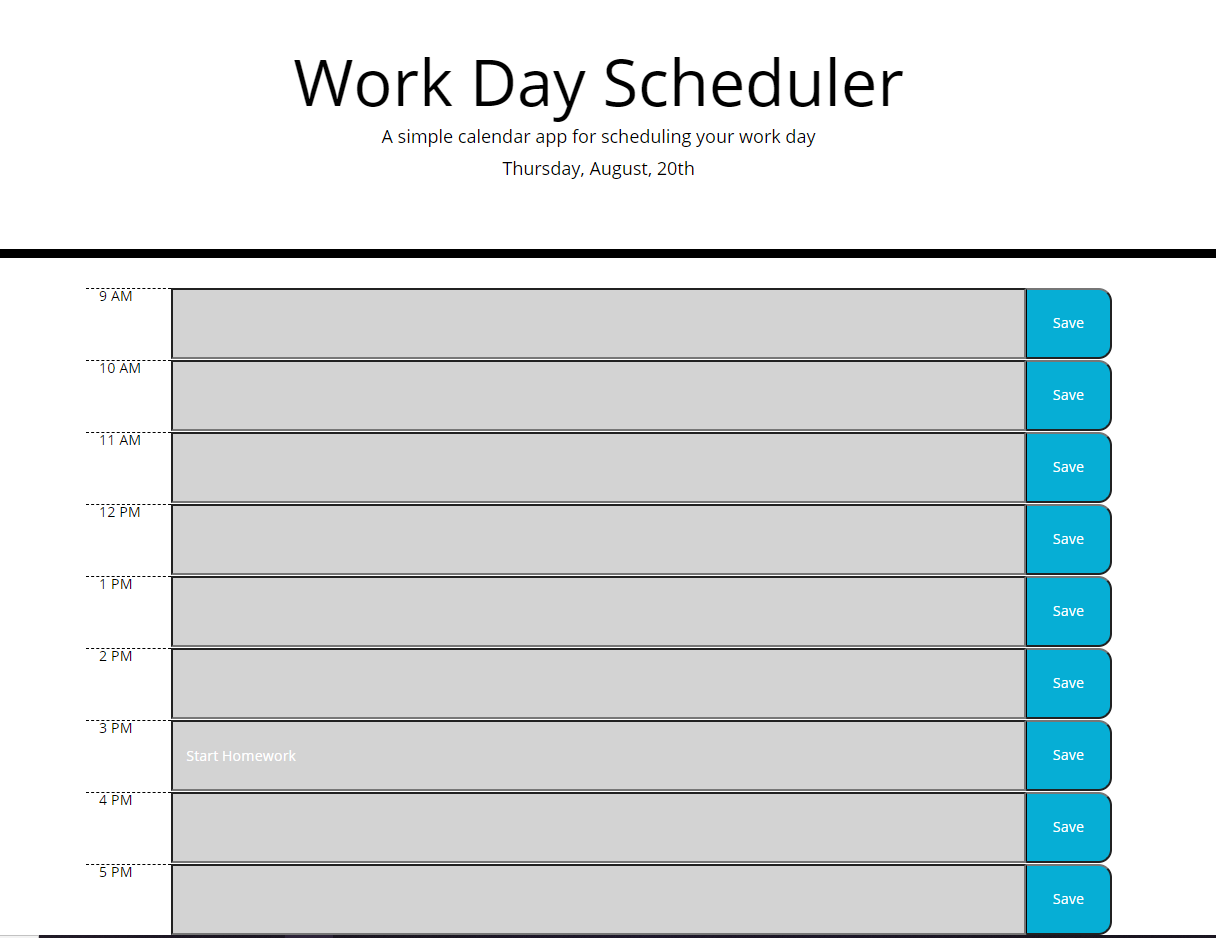 Work Day Scheduler
A simple calendar app for scheduling your work day
Thursday, August, 20th
9 AM
Save
10 AM
Save
11 AM
Save
12 PM
Save
1 PM
Save
2 PM
Save
3 PM
Start Homework
Save
4 PM
Save
5 PM
Save